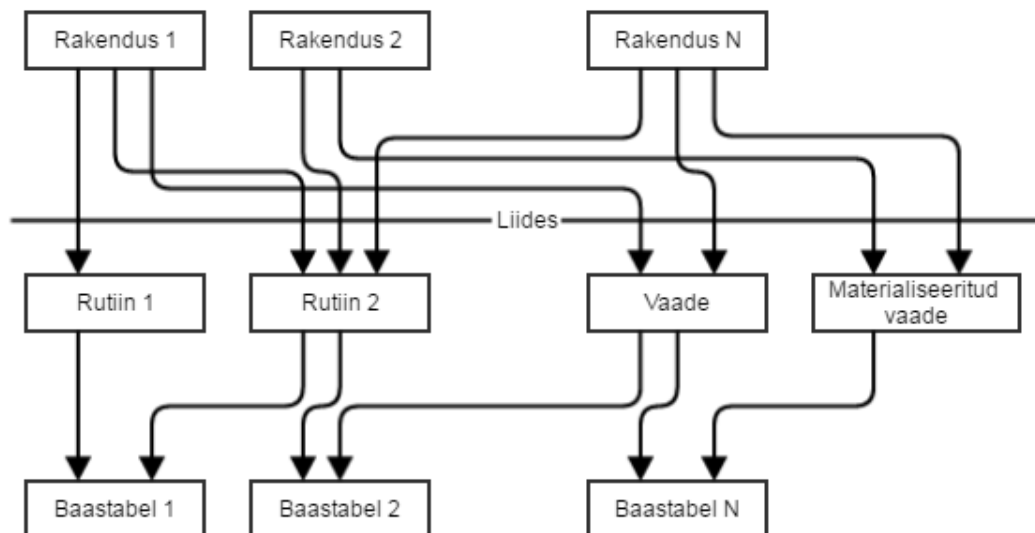 Rakendus 1
Rakendus 2
Rakendus N
Liides
Rutiin 1
Rutiin 2
Vaade
Materialiseeritud
vaade
Baastabel 1
Baastabel 2
Baastabel N